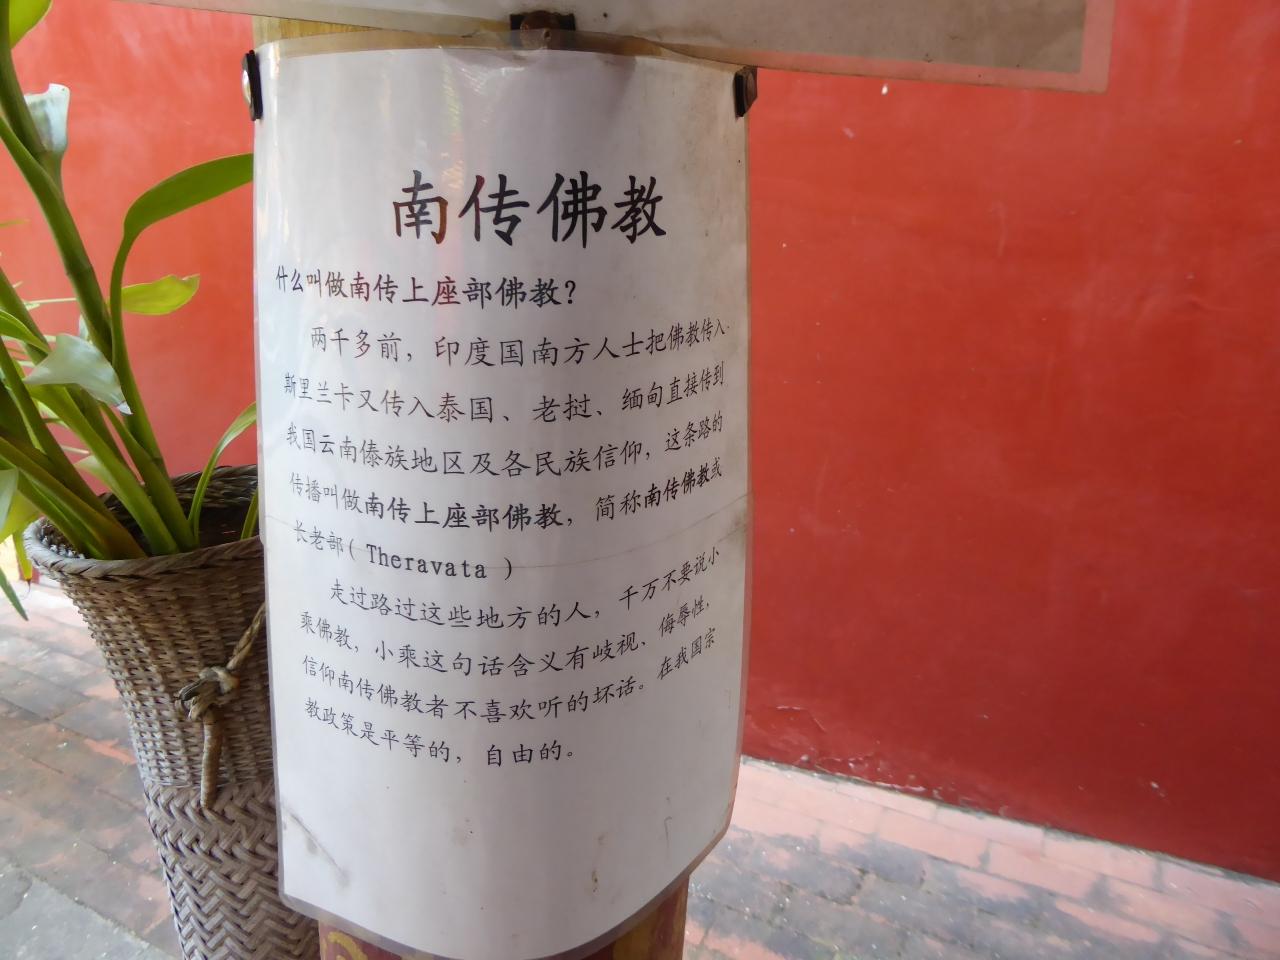 南传佛教
什么叫做南传上座部佛教？
两千多前，印度国南方人士把佛教传入
斯里兰卡又传入泰国、老挝、缅甸直接传到
我国云南傣族地区及各民族信仰，这条路的
传播叫做南传上座部佛教，简称南传佛教或
长老部( Theravata )
走过路过这些地方的人，千万不要说小
乘佛教，小乘这句话含义有岐视、侮辱性，
信仰南传佛教者不喜欢听的坏话。在我国宗
教政策是平等的，自由的。